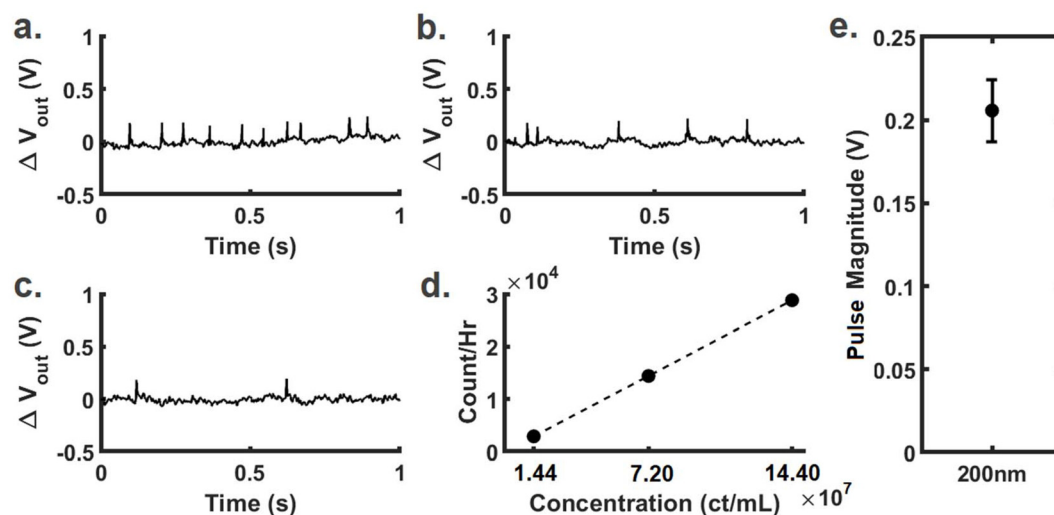 a.
1
0.5
0
-0.5
Δ V_out (V)
0
0.5
1
Time (s)
b.
1
0.5
0
-0.5
Δ V_out (V)
0
0.5
1
Time (s)
c.
1
0.5
0
-0.5
Δ V_out (V)
0
0.5
1
Time (s)
d.
×10^4
3
2
1
0
Count/Hr
1.44
7.20
14.40
Concentration (ct/mL)
×10^7
e.
0.25
0.2
0.15
0.1
0.05
0
Pulse Magnitude (V)
200nm